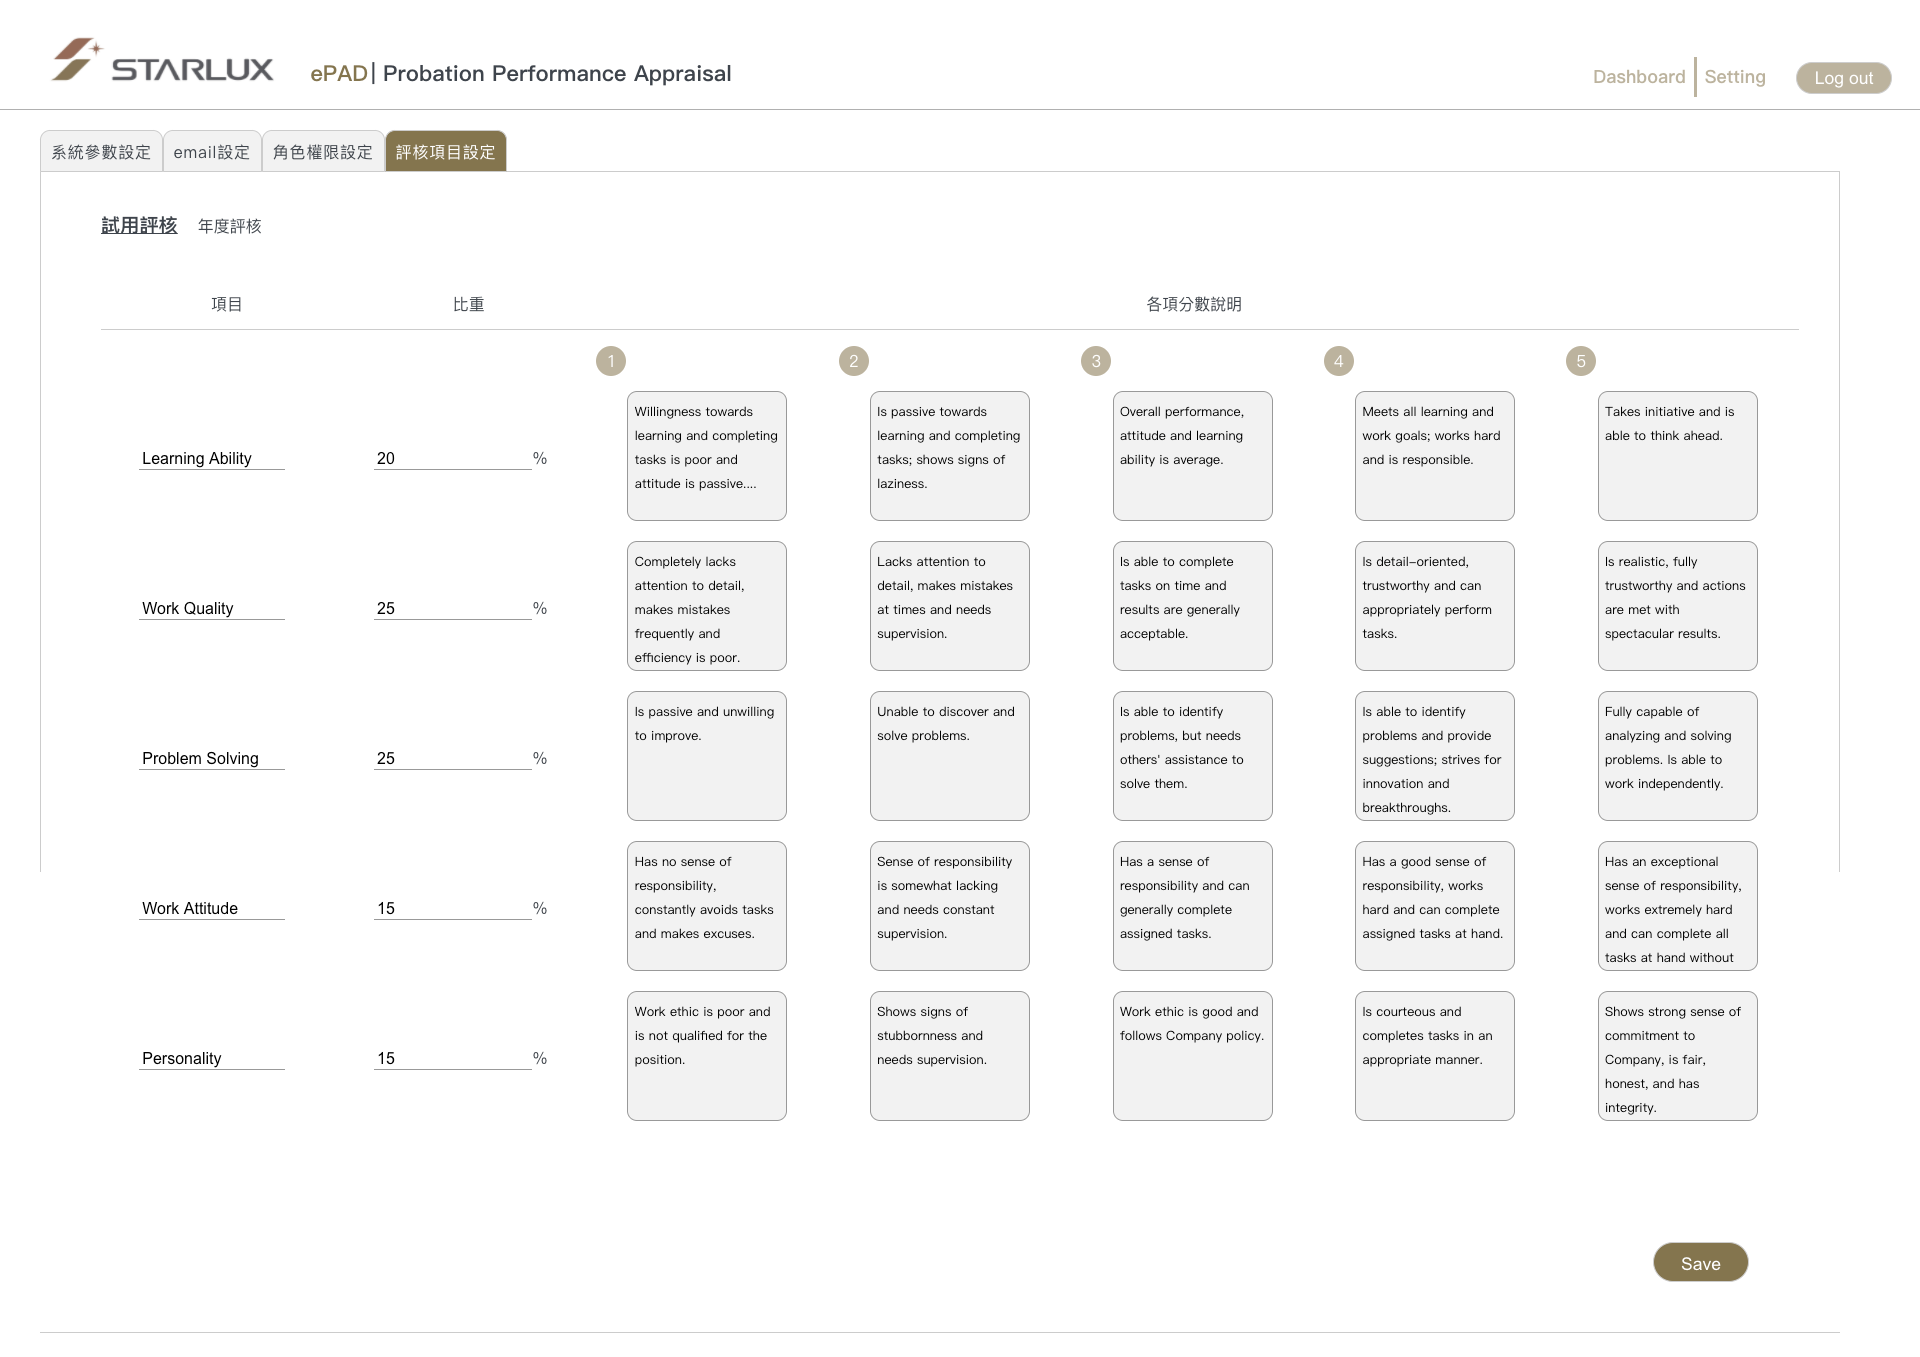 STARLUX
ePAD| Probation Performance Appraisal
Dashboard
Setting
Log out
系統參數設定
email設定
角色權限設定
評核項目設定
試用評核
年度評核
項目
比重
各項分數說明
1
2
3
4
5
Learning Ability
20
%
Willingness towards
learning and completing
tasks is poor and
attitude is passive....
Is passive towards
learning and completing
tasks; shows signs of
laziness.
Overall performance,
attitude and learning
ability is average.
Meets all learning and
work goals; works hard
and is responsible.
Takes initiative and is
able to think ahead.
Work Quality
25
%
Completely lacks
attention to detail,
makes mistakes
frequently and
efficiency is poor.
Lacks attention to
detail, makes mistakes
at times and needs
supervision.
Is able to complete
tasks on time and
results are generally
acceptable.
Is detail-oriented,
trustworthy and can
appropriately perform
tasks.
Is realistic, fully
trustworthy and actions
are met with
spectacular results.
Problem Solving
25
%
Is passive and unwilling
to improve.
Unable to discover and
solve problems.
Is able to identify
problems, but needs
others' assistance to
solve them.
Is able to identify
problems and provide
suggestions; strives for
innovation and
breakthroughs.
Fully capable of
analyzing and solving
problems. Is able to
work independently.
Work Attitude
15
%
Has no sense of
responsibility,
constantly avoids tasks
and makes excuses.
Sense of responsibility
is somewhat lacking
and needs constant
supervision.
Has a sense of
responsibility and can
generally complete
assigned tasks.
Has a good sense of
responsibility, works
hard and can complete
assigned tasks at hand.
Has an exceptional
sense of responsibility,
works extremely hard
and can complete all
tasks at hand without
Personality
15
%
Work ethic is poor and
is not qualified for the
position.
Shows signs of
stubbornness and
needs supervision.
Work ethic is good and
follows Company policy.
Is courteous and
completes tasks in an
appropriate manner.
Shows strong sense of
commitment to
Company, is fair,
honest, and has
integrity.
Save